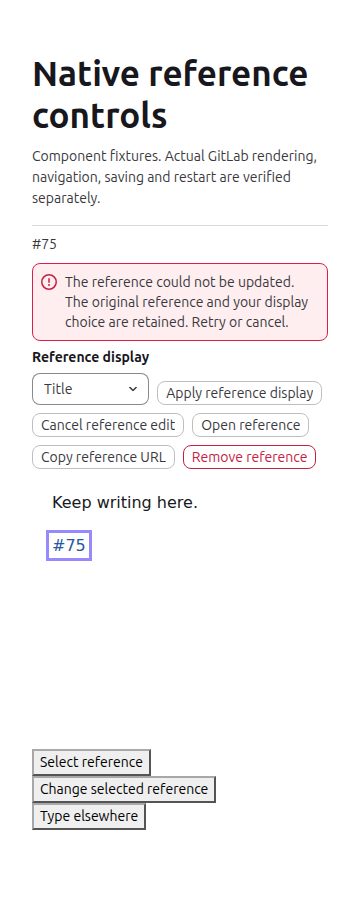 Native reference
controls
Component fixtures. Actual GitLab rendering,
navigation, saving and restart are verified
separately.
#75
The reference could not be updated.
The original reference and your display
choice are retained. Retry or cancel.
Reference display
Title
Apply reference display
Cancel reference edit
Open reference
Copy reference URL
Remove reference
Keep writing here.
#75
Select reference
Change selected reference
Type elsewhere